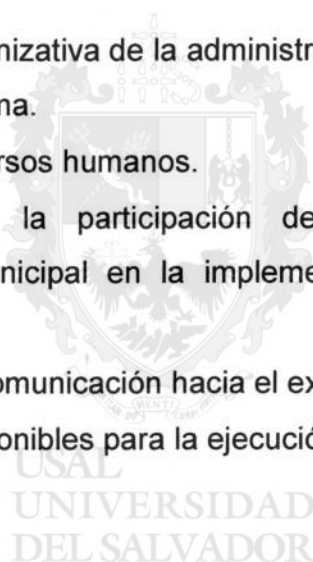 nizativa de la administr
ma.
rsos humanos.
la participación de
nicipal en la impleme
omunicación hacia el ex
onibles para la ejecució
USAL
UNIVERSIDAD
DEL SALVADOR